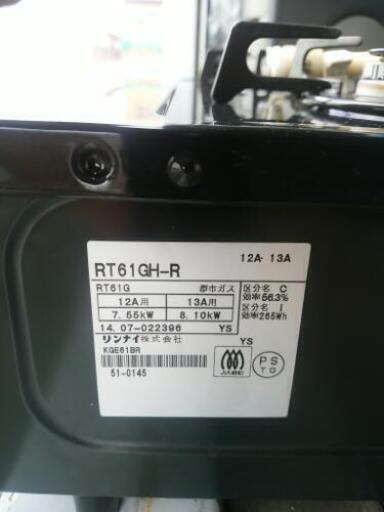 RT61GH-R 12A・13A
RT61G 都市ガス
12A用 13A用
7.55kW 8.10kW
区分名 C
効率56.3%
区分名 I
効率265Wh
14.07-022396 YS
リンナイ株式会社
KGE61BR
51-0145
YS
PS
TG